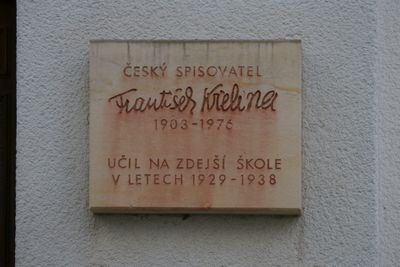 ČESKÝ SPISOVATEL
František Křelina
1903-1976
UČIL NA ZDEJŠÍ ŠKOLE
V LETECH 1929-1938